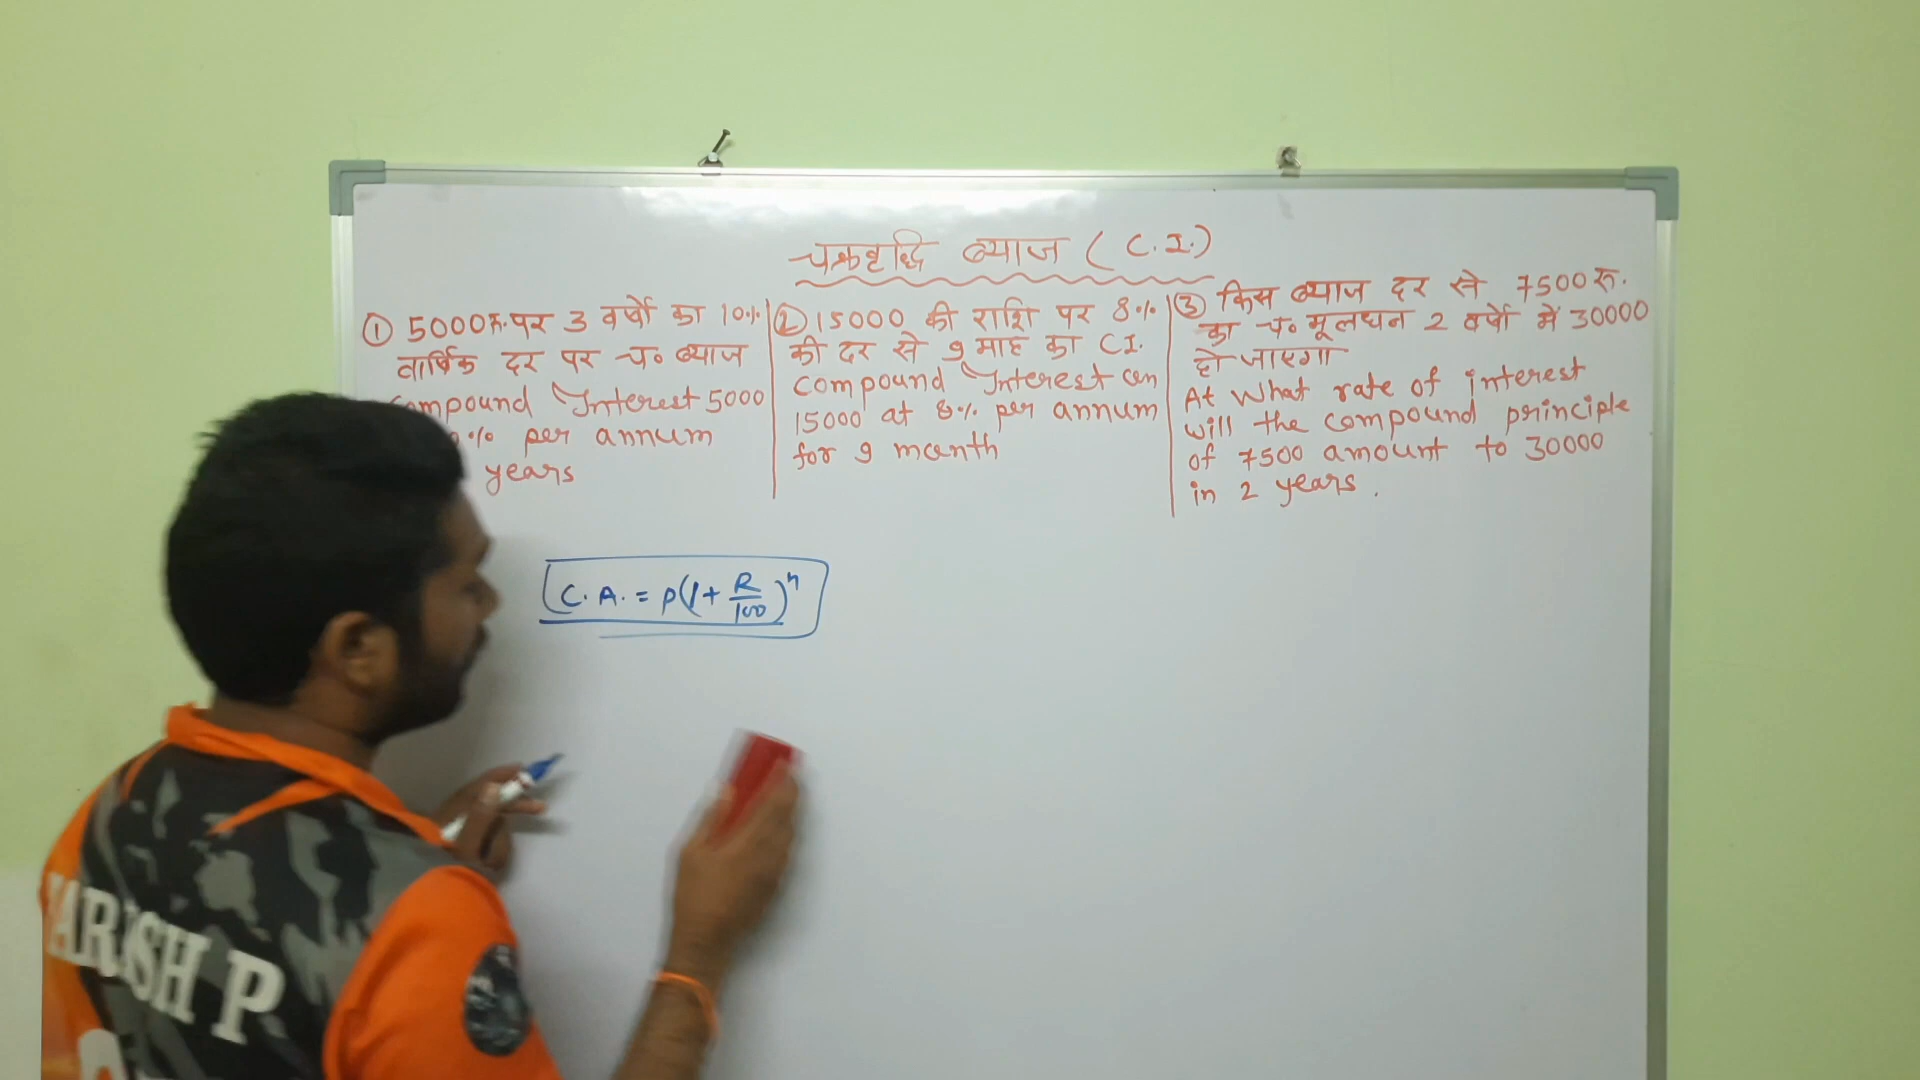 चक्रवृद्धि ब्याज (C.I.)
① 5000रु. पर 3 वर्षों का 10%
वार्षिक दर पर च० ब्याज
ompound Interest 5000
% per annum
years
② 15000 की राशि पर 8%
की दर से 9 माह का CI.
compound Interest on
15000 at 8% per annum
for 9 month
③ किस ब्याज दर से 7500रु.
का च० मूलधन 2 वर्षों में 30000
हो जाएगा
At What rate of interest
will the compound principle
of 7500 amount to 30000
in 2 years.
C.A. = P(1+R/100)^n
ARISH P